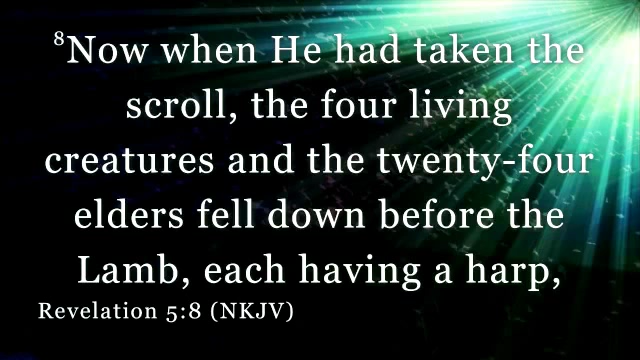 ⁸Now when He had taken the
scroll, the four living
creatures and the twenty-four
elders fell down before the
Lamb, each having a harp,
Revelation 5:8 (NKJV)